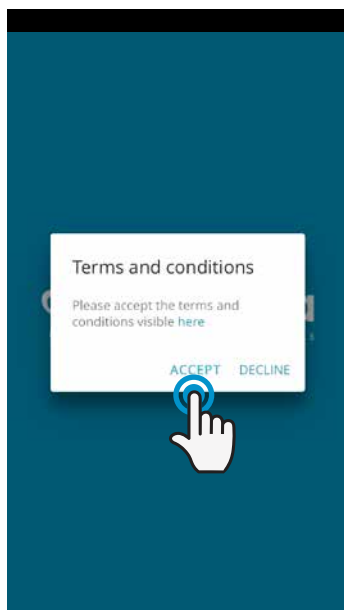 Terms and conditions
Please accept the terms and
conditions visible here
ACCEPT DECLINE